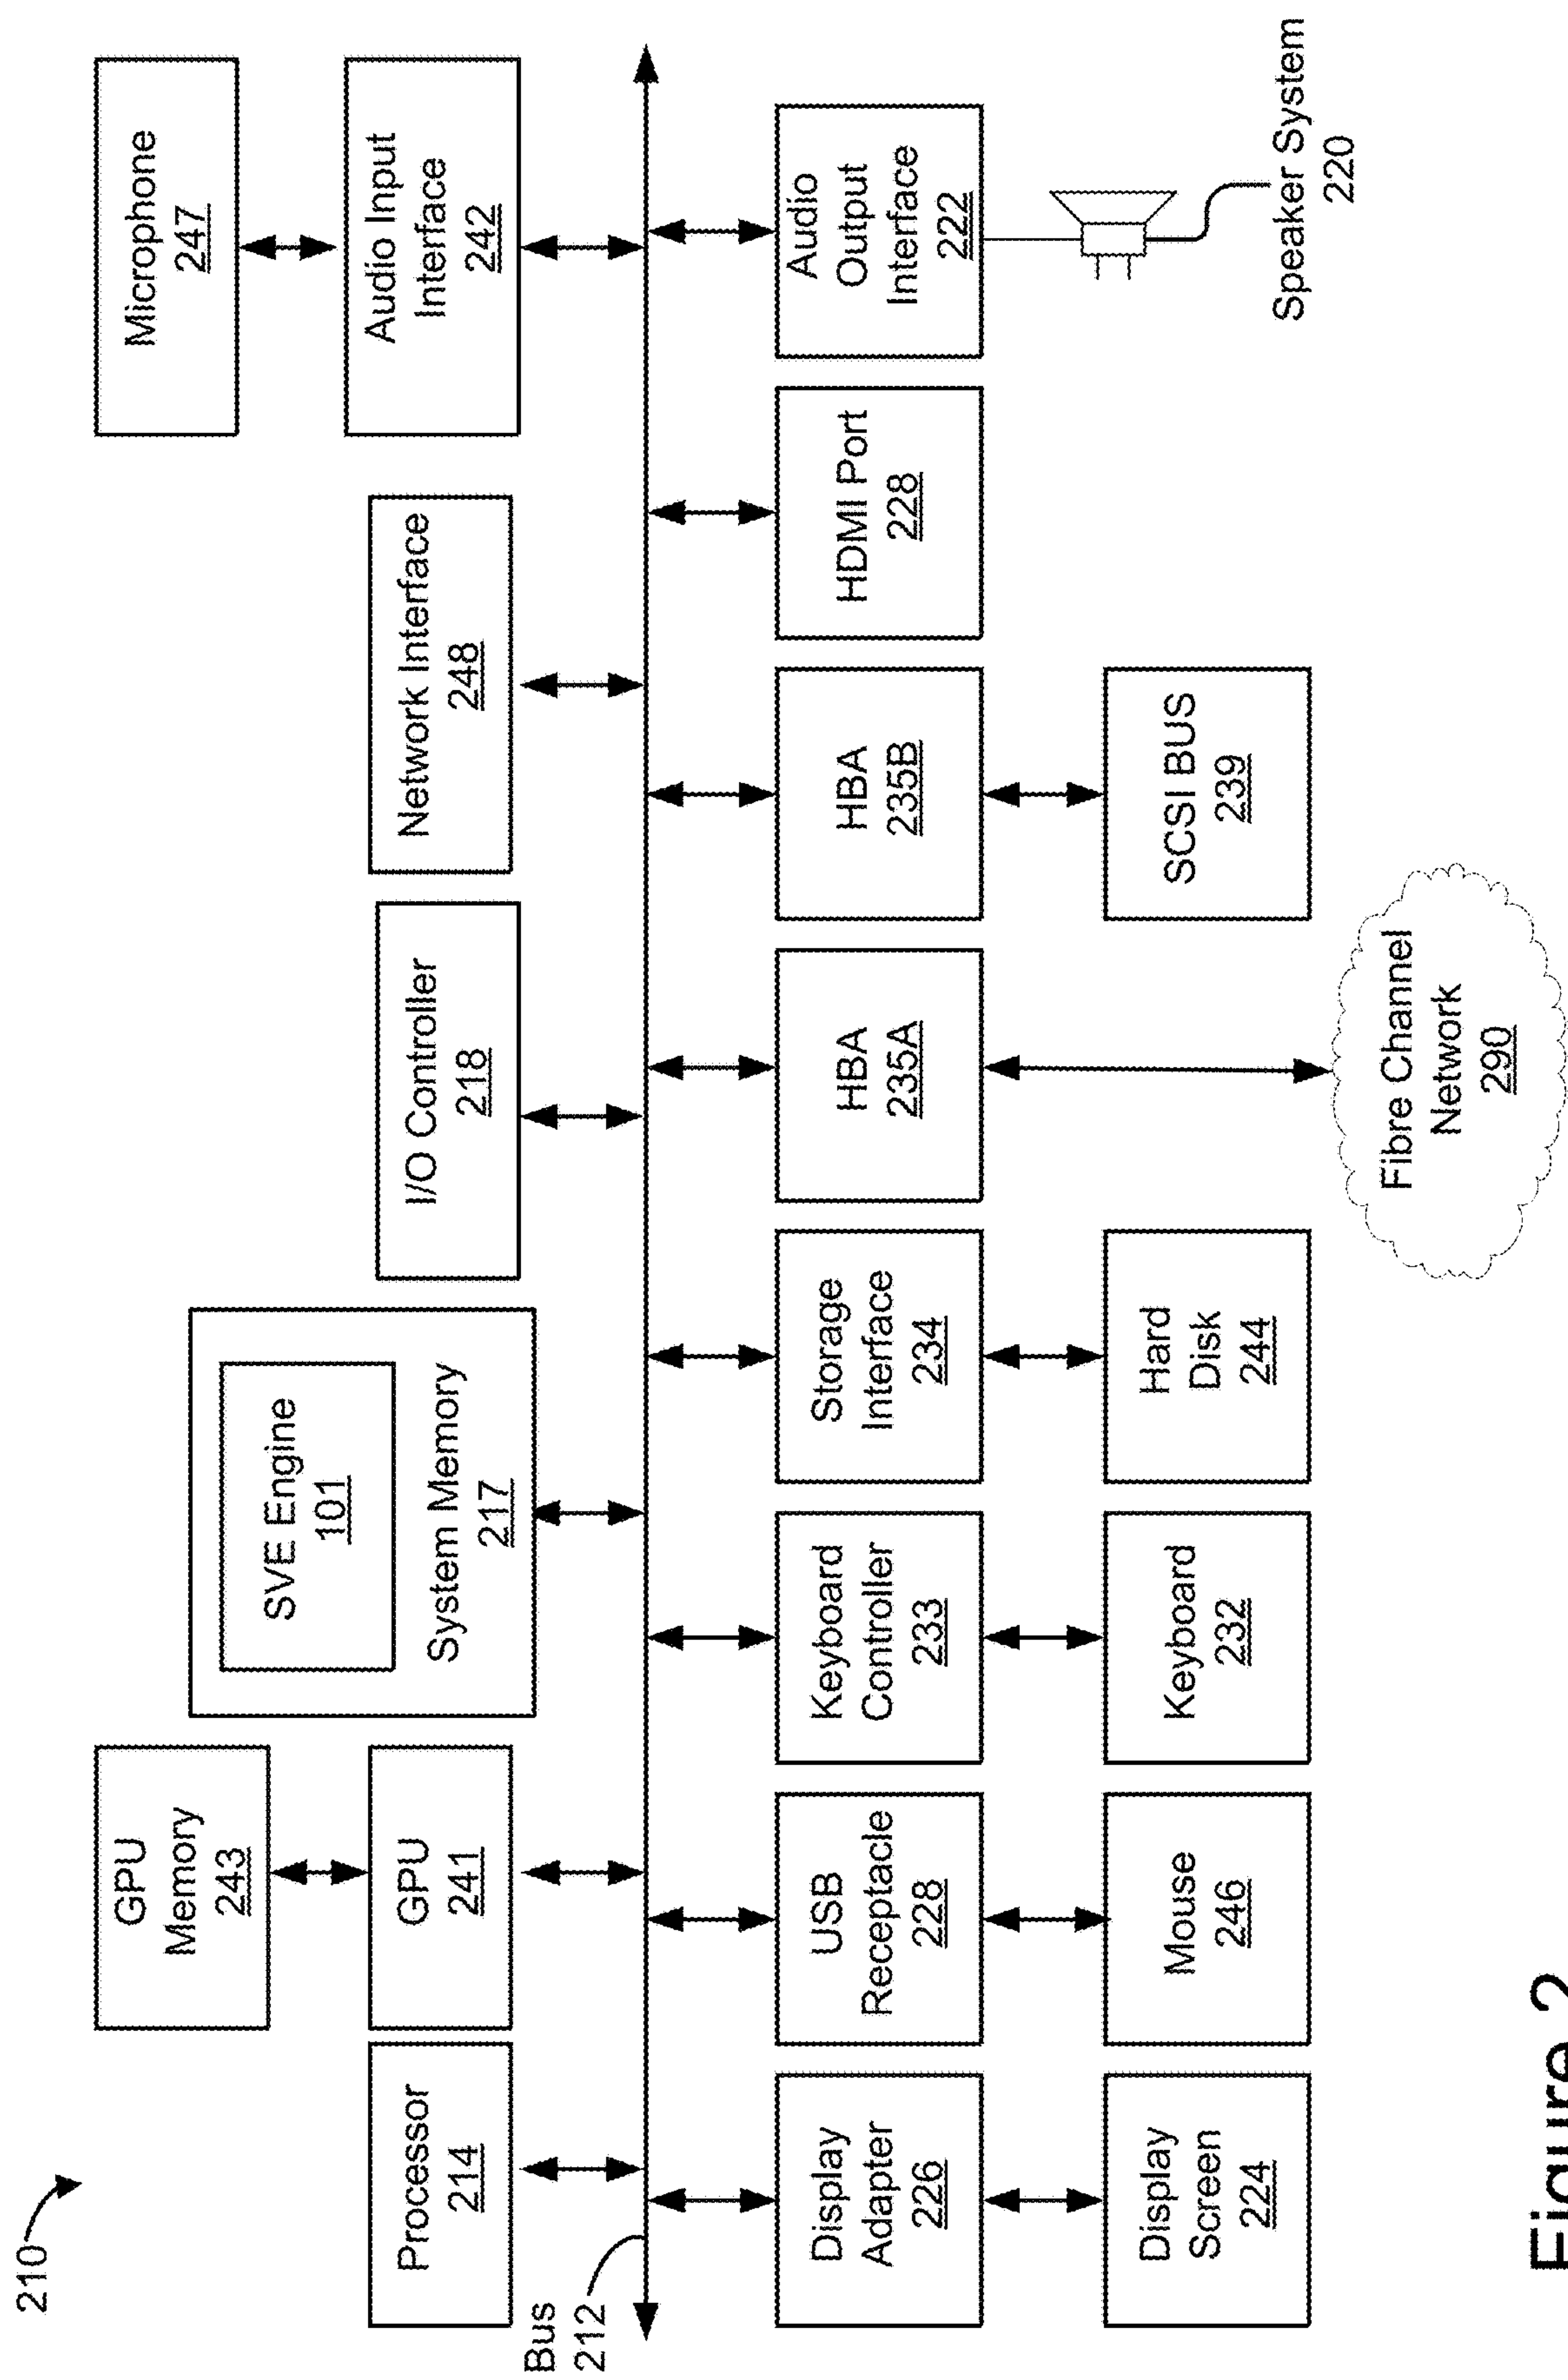 210
GPU
Memory
243
Microphone
247
SVE Engine
101
System Memory
217
Processor
214
GPU
241
I/O Controller
218
Network Interface
248
Audio Input
Interface
242
Bus
212
Display
Adapter
226
USB
Receptacle
228
Keyboard
Controller
233
Storage
Interface
234
HBA
235A
HBA
235B
HDMI Port
228
Audio
Output
Interface
222
Display
Screen
224
Mouse
246
Keyboard
232
Hard
Disk
244
SCSI BUS
239
Speaker System
220
Fibre Channel
Network
290
Figure 2